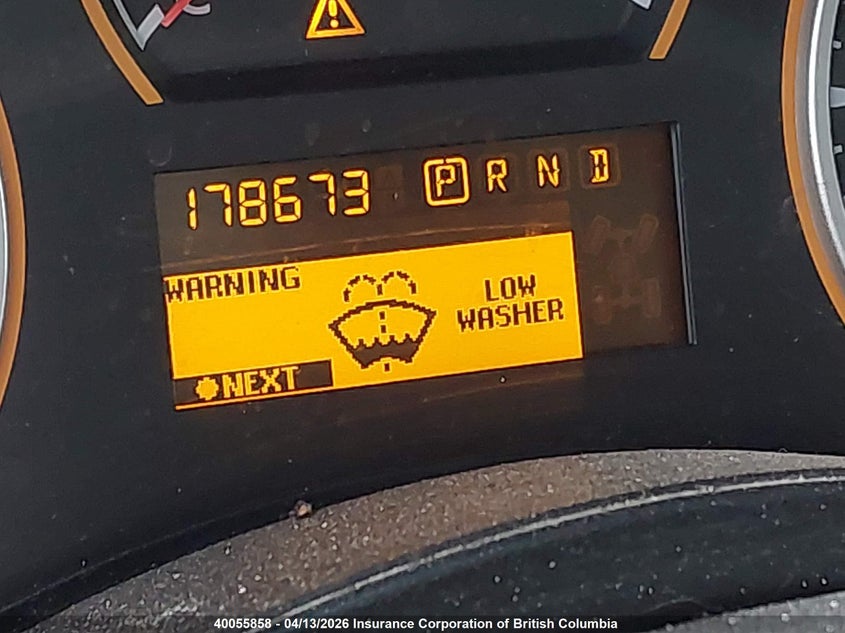 178673 P R N D
WARNING
LOW
WASHER
NEXT
40055858 - 04/13/2026 Insurance Corporation of British Columbia